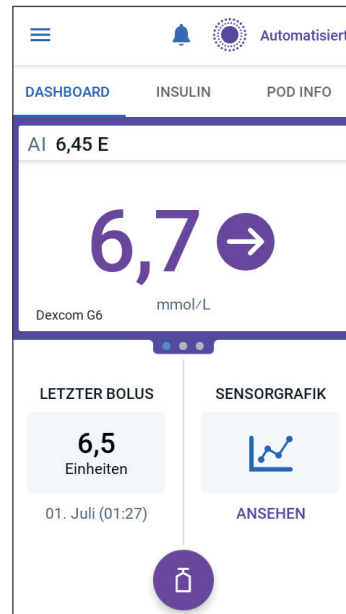 Automatisiert
DASHBOARD INSULIN POD INFO
AI 6,45 E
6,7
mmol/L
Dexcom G6
LETZTER BOLUS
6,5
Einheiten
01. Juli (01:27)
SENSORGRAFIK
ANSEHEN